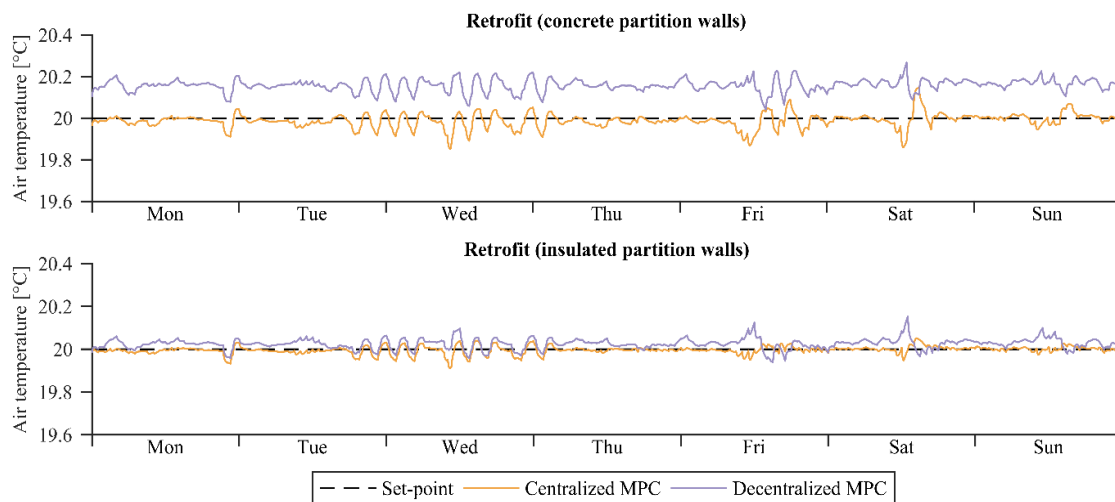 Retrofit (concrete partition walls)
Air temperature [°C]
20.4
20.2
20
19.8
19.6
Mon Tue Wed Thu Fri Sat Sun
Retrofit (insulated partition walls)
Air temperature [°C]
20.4
20.2
20
19.8
19.6
Mon Tue Wed Thu Fri Sat Sun
Set-point Centralized MPC Decentralized MPC